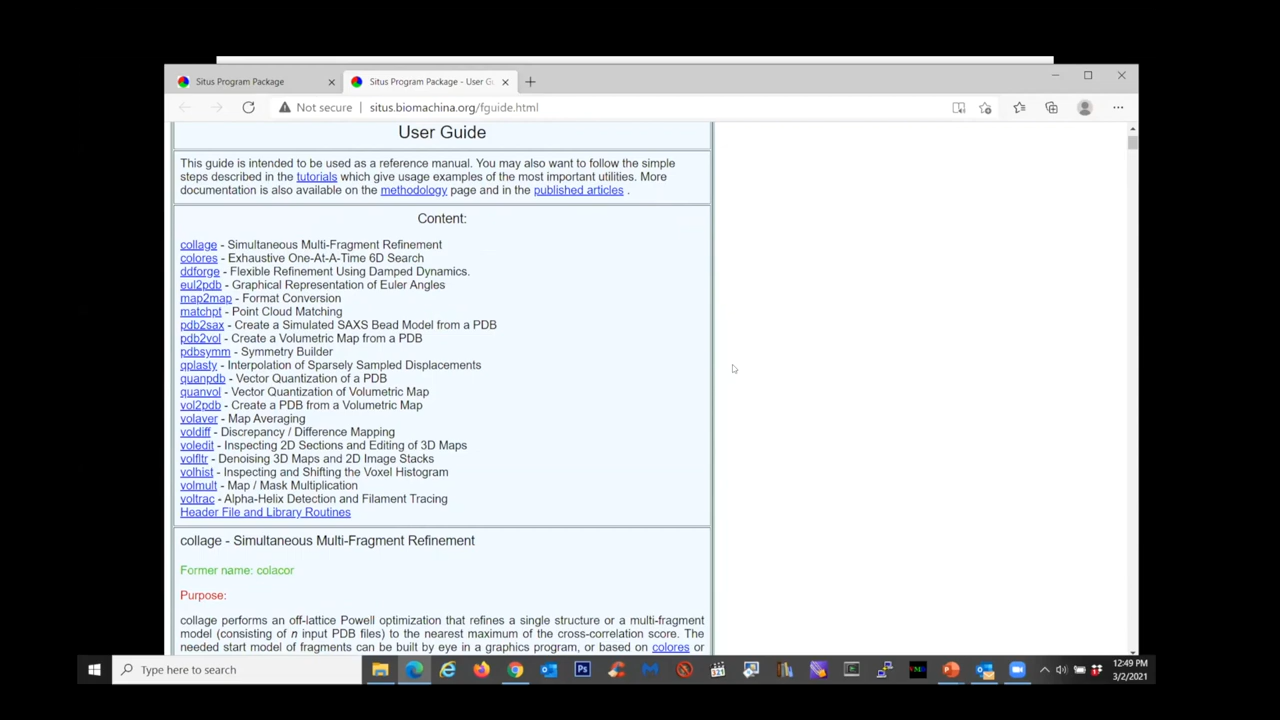 Situs Program Package
Situs Program Package - User G
Not secure | situs.biomachina.org/fguide.html
User Guide
This guide is intended to be used as a reference manual. You may also want to follow the simple
steps described in the tutorials which give usage examples of the most important utilities. More
documentation is also available on the methodology page and in the published articles .
Content:
collage - Simultaneous Multi-Fragment Refinement
colores - Exhaustive One-At-A-Time 6D Search
ddforge - Flexible Refinement Using Damped Dynamics.
eul2pdb - Graphical Representation of Euler Angles
map2map - Format Conversion
matchpt - Point Cloud Matching
pdb2sax - Create a Simulated SAXS Bead Model from a PDB
pdb2vol - Create a Volumetric Map from a PDB
pdbsymm - Symmetry Builder
qplasty - Interpolation of Sparsely Sampled Displacements
quanpdb - Vector Quantization of a PDB
quanvol - Vector Quantization of Volumetric Map
vol2pdb - Create a PDB from a Volumetric Map
volaver - Map Averaging
voldiff - Discrepancy / Difference Mapping
voledit - Inspecting 2D Sections and Editing of 3D Maps
volfltr - Denoising 3D Maps and 2D Image Stacks
volhist - Inspecting and Shifting the Voxel Histogram
volmult - Map / Mask Multiplication
voltrac - Alpha-Helix Detection and Filament Tracing
Header File and Library Routines
collage - Simultaneous Multi-Fragment Refinement
Former name: colacor
Purpose:
collage performs an off-lattice Powell optimization that refines a single structure or a multi-fragment
model (consisting of n input PDB files) to the nearest maximum of the cross-correlation score. The
needed start model of fragments can be built by eye in a graphics program, or based on colores or
Type here to search
Ps
12:49 PM
3/2/2021